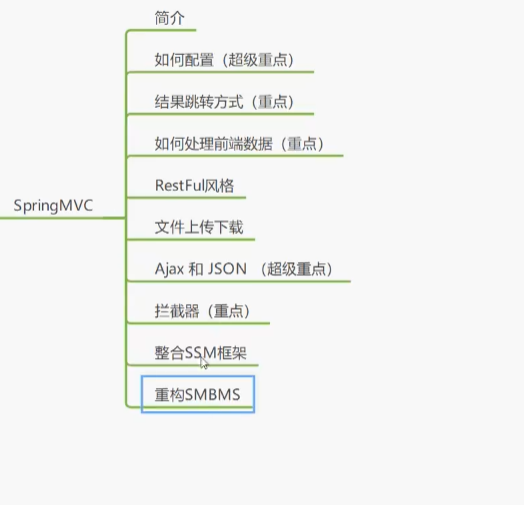 简介
如何配置（超级重点）
结果跳转方式（重点）
如何处理前端数据（重点）
RestFul风格
SpringMVC
文件上传下载
Ajax 和 JSON （超级重点）
拦截器（重点）
整合SSM框架
重构SMBMS